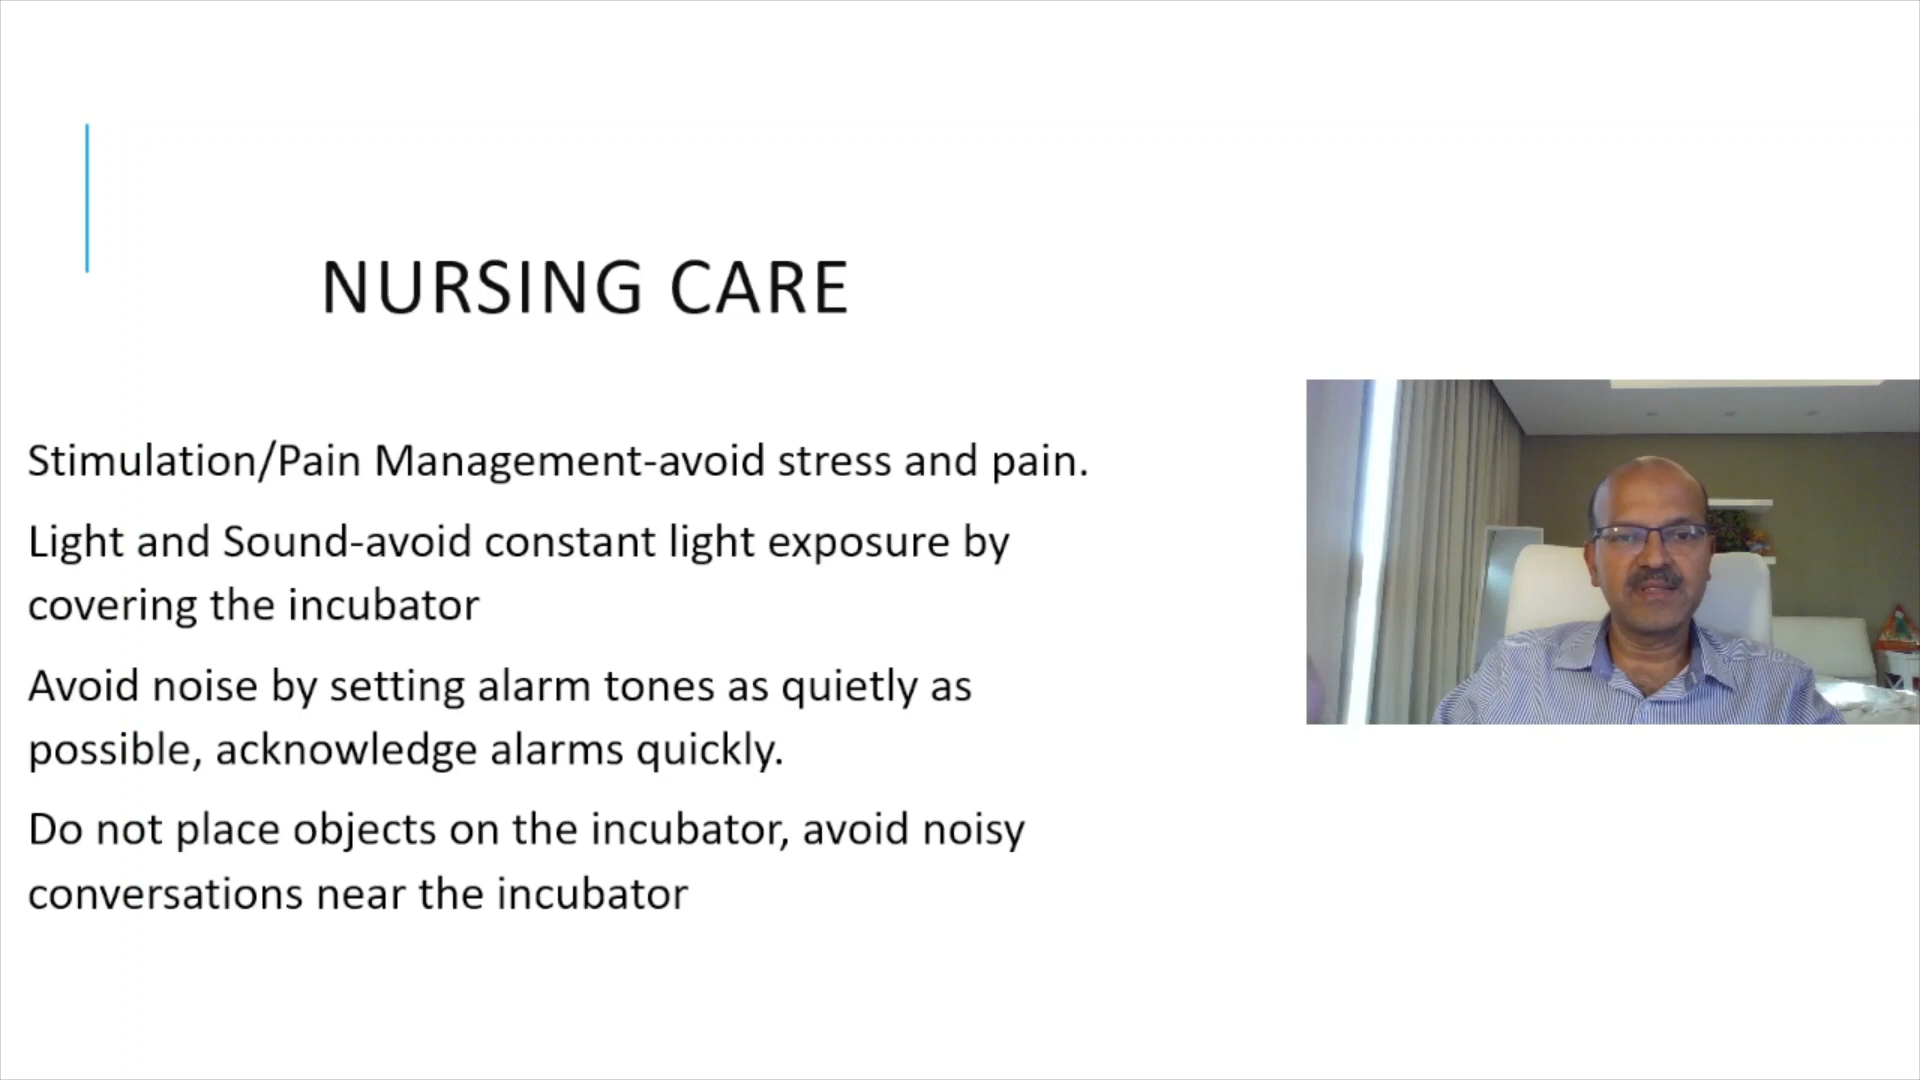 NURSING CARE
Stimulation/Pain Management-avoid stress and pain.
Light and Sound-avoid constant light exposure by
covering the incubator
Avoid noise by setting alarm tones as quietly as
possible, acknowledge alarms quickly.
Do not place objects on the incubator, avoid noisy
conversations near the incubator